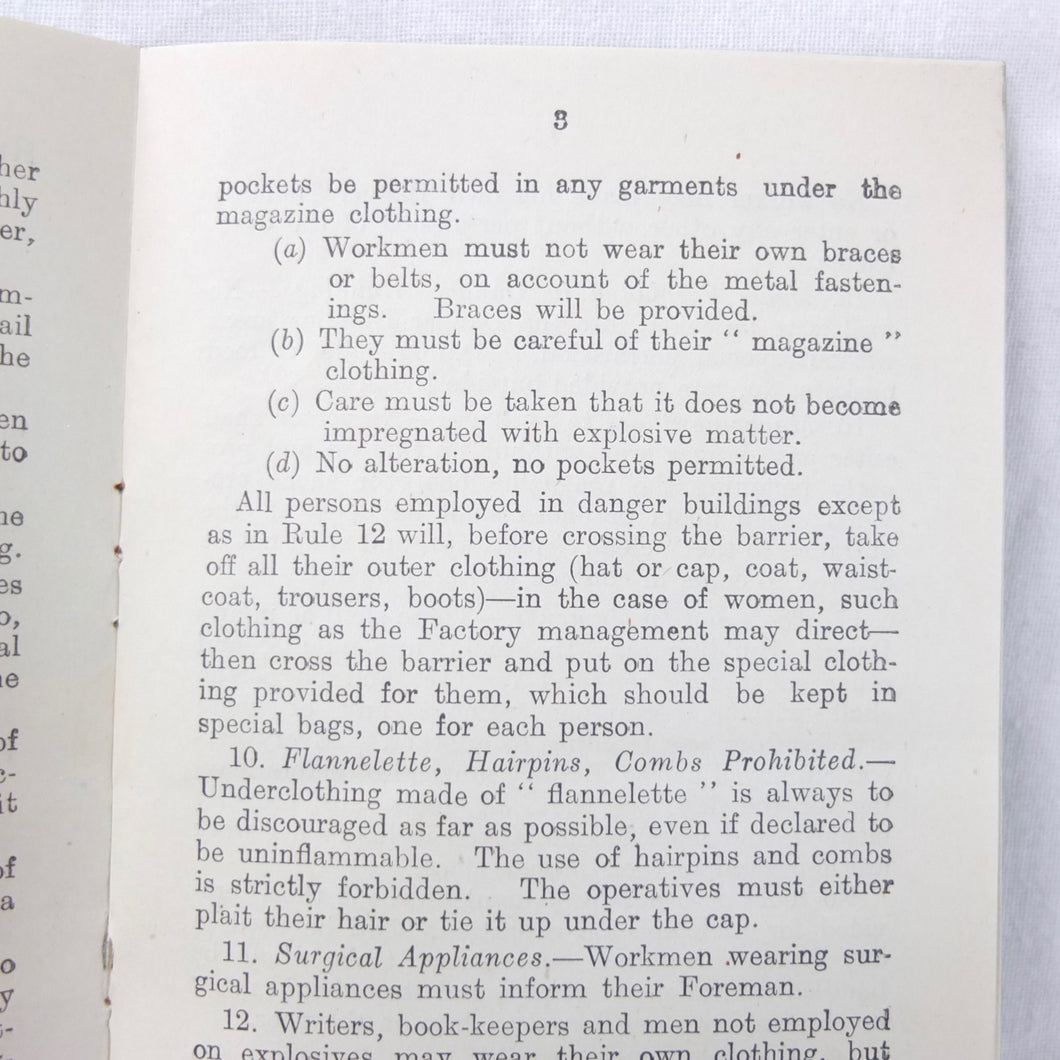 pockets be permitted in any garments under the
magazine clothing.
(a) Workmen must not wear their own braces
or belts, on account of the metal fasten-
ings. Braces will be provided.
(b) They must be careful of their “ magazine ”
clothing.
(c) Care must be taken that it does not become
impregnated with explosive matter.
(d) No alteration, no pockets permitted.
All persons employed in danger buildings except
as in Rule 12 will, before crossing the barrier, take
off all their outer clothing (hat or cap, coat, waist-
coat, trousers, boots)—in the case of women, such
clothing as the Factory management may direct—
then cross the barrier and put on the special cloth-
ing provided for them, which should be kept in
special bags, one for each person.
10. Flannelette, Hairpins, Combs Prohibited.—
Underclothing made of “ flannelette ” is always to
be discouraged as far as possible, even if declared to
be uninflammable. The use of hairpins and combs
is strictly forbidden. The operatives must either
plait their hair or tie it up under the cap.
11. Surgical Appliances.—Workmen wearing sur-
gical appliances must inform their Foreman.
12. Writers, book-keepers and men not employed
on explosives may wear their own clothing, but